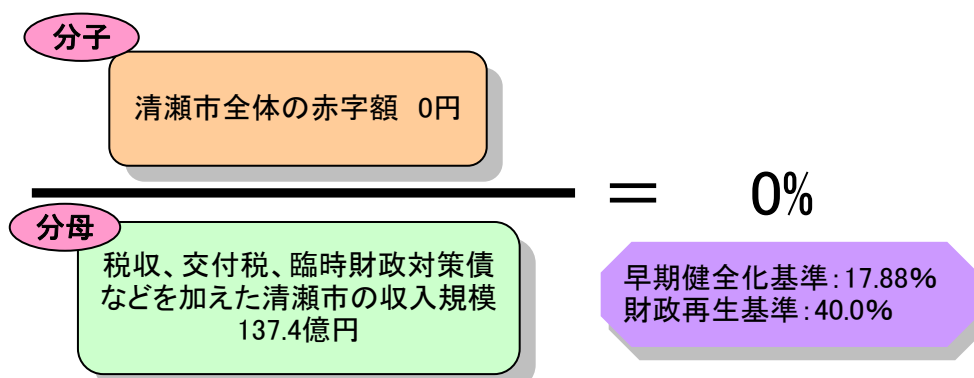 分子
清瀬市全体の赤字額 0円
＝ 0%
分母
税収、交付税、臨時財政対策債
などを加えた清瀬市の収入規模
137.4億円
早期健全化基準：17.88%
財政再生基準：40.0%